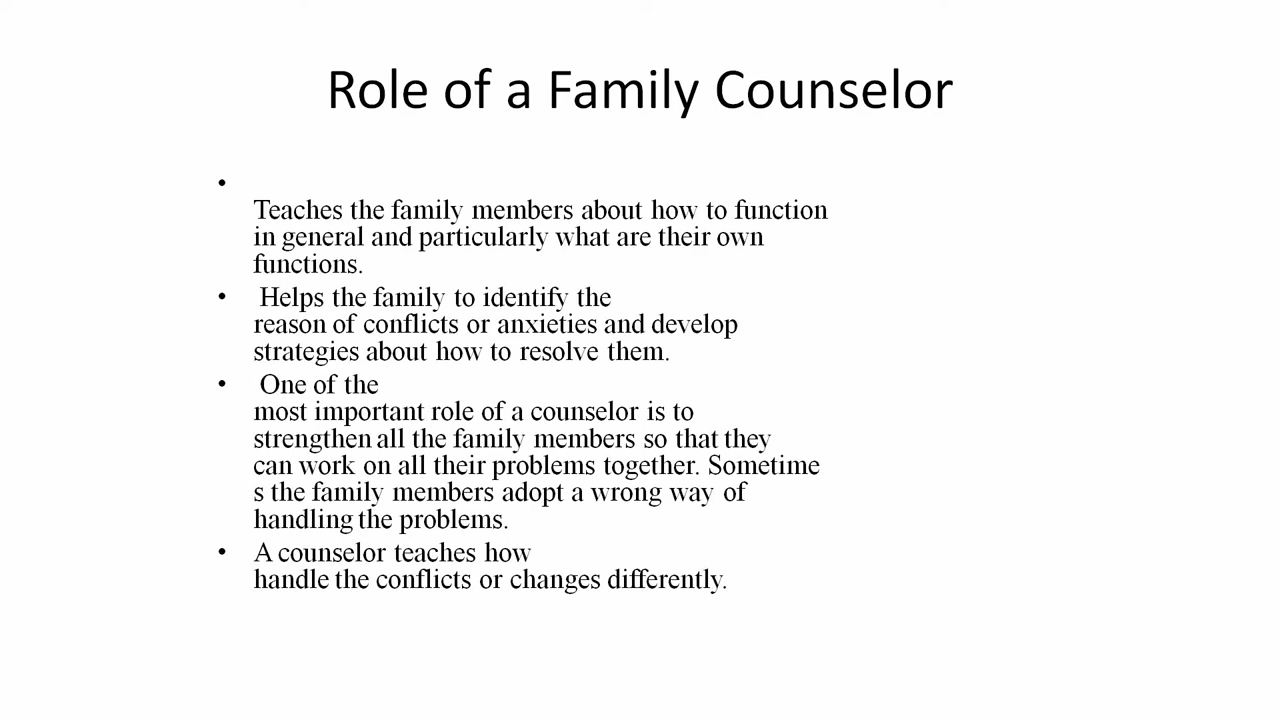 Role of a Family Counselor
•
Teaches the family members about how to function
in general and particularly what are their own
functions.
• Helps the family to identify the
reason of conflicts or anxieties and develop
strategies about how to resolve them.
• One of the
most important role of a counselor is to
strengthen all the family members so that they
can work on all their problems together. Sometime
s the family members adopt a wrong way of
handling the problems.
• A counselor teaches how
handle the conflicts or changes differently.